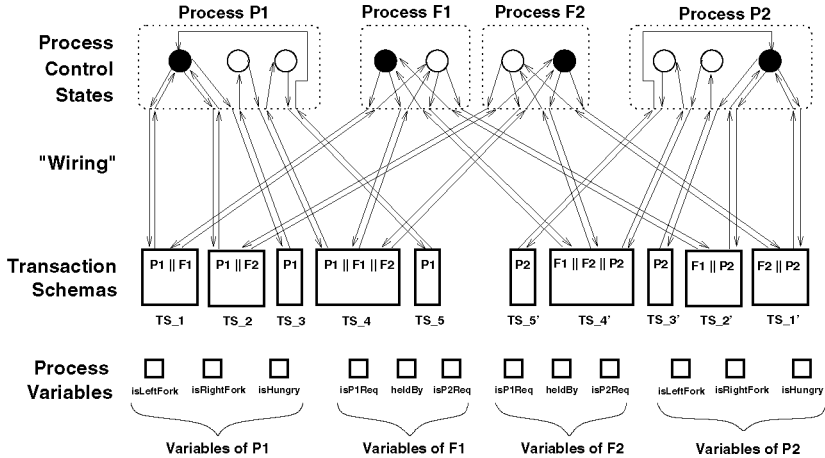 Process P1
Process F1
Process F2
Process P2
Process
Control
States
"Wiring"
Transaction
Schemas
P1 || F1
P1 || F2
P1
P1 || F1 || F2
P1
P2
F1 || F2 || P2
P2
F1 || P2
F2 || P2
TS_1
TS_2
TS_3
TS_4
TS_5
TS_5'
TS_4'
TS_3'
TS_2'
TS_1'
Process
Variables
isLeftFork
isRightFork
isHungry
isP1Req
heldBy
isP2Req
isP1Req
heldBy
isP2Req
isLeftFork
isRightFork
isHungry
Variables of P1
Variables of F1
Variables of F2
Variables of P2